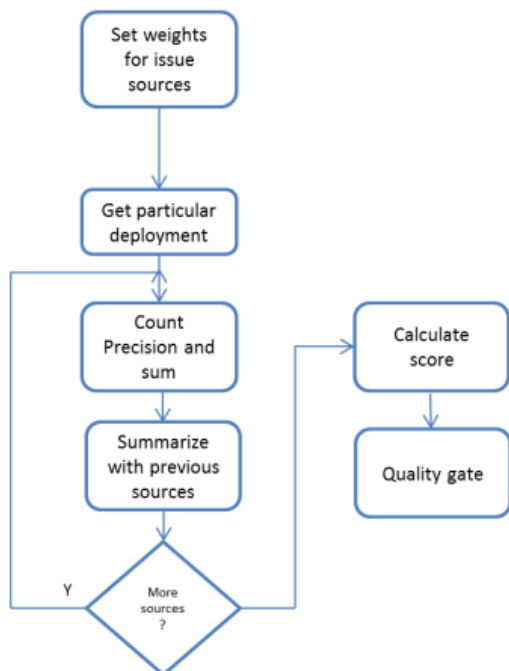 Set weights
for issue
sources
Get particular
deployment
Count
Precision and
sum
Summarize
with previous
sources
More
sources
?
Y
Calculate
score
Quality gate